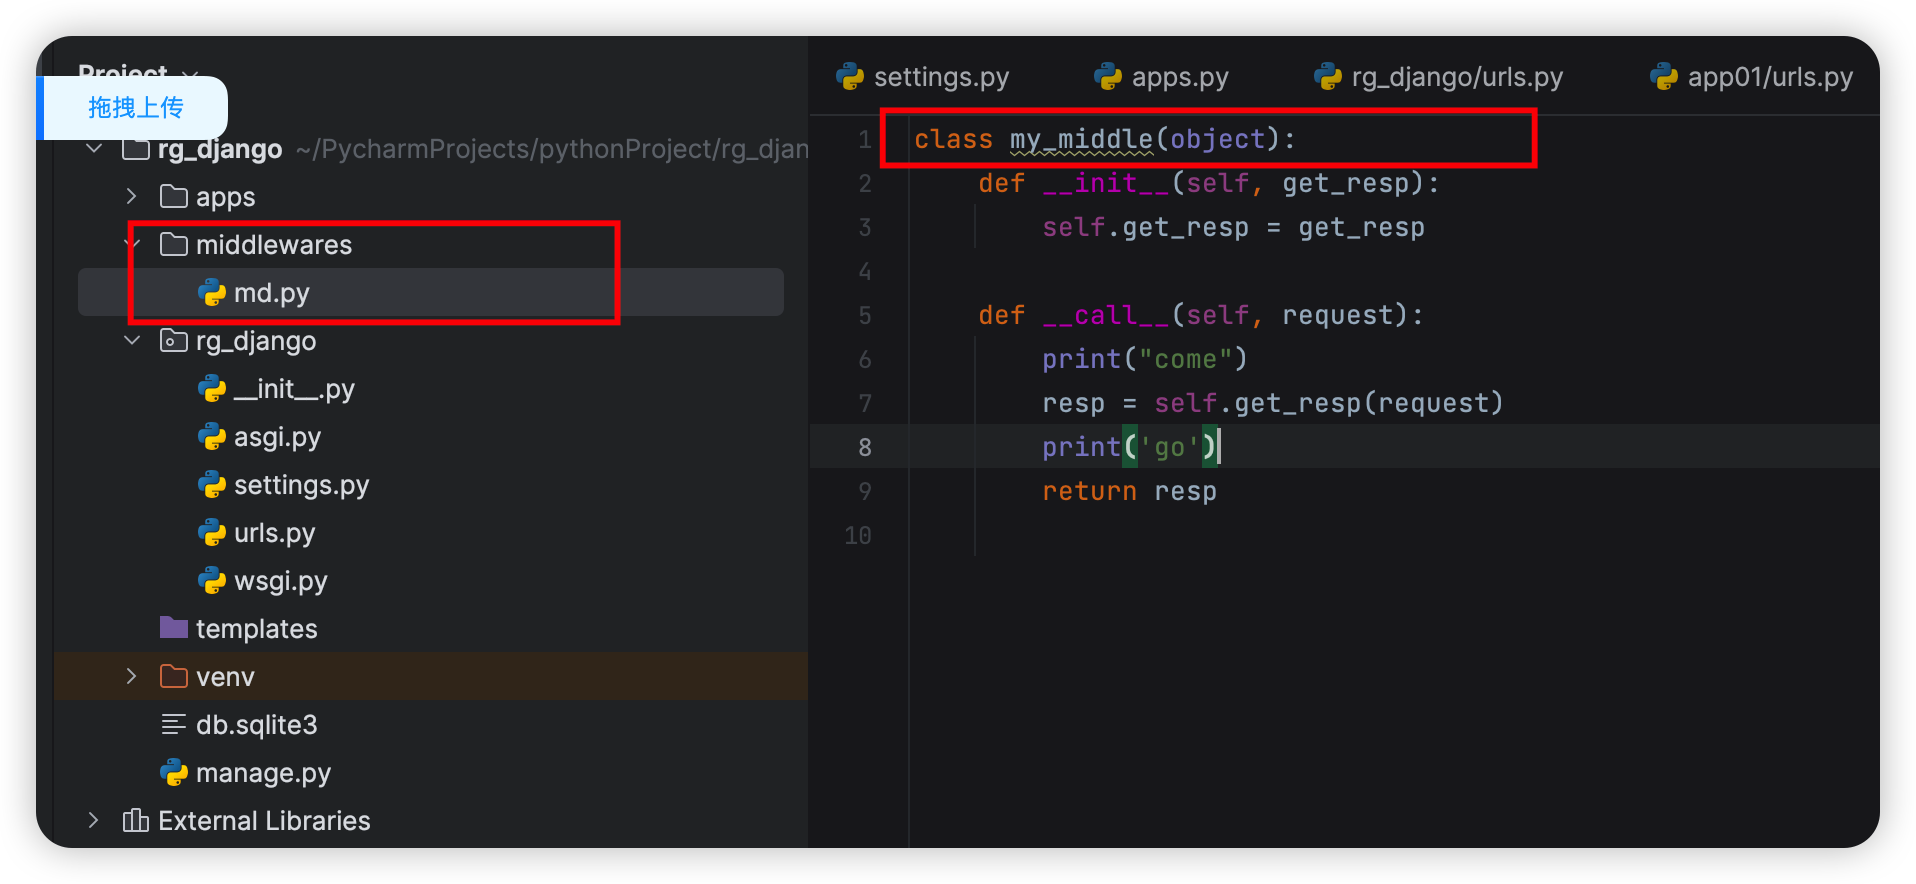 Project
拖拽上传
rg_django ~/PycharmProjects/pythonProject/rg_djan
apps
middlewares
md.py
rg_django
__init__.py
asgi.py
settings.py
urls.py
wsgi.py
templates
venv
db.sqlite3
manage.py
External Libraries
settings.py apps.py rg_django/urls.py app01/urls.py
1 class my_middle(object):
2 def __init__(self, get_resp):
3 self.get_resp = get_resp
4
5 def __call__(self, request):
6 print("come")
7 resp = self.get_resp(request)
8 print('go')
9 return resp
10